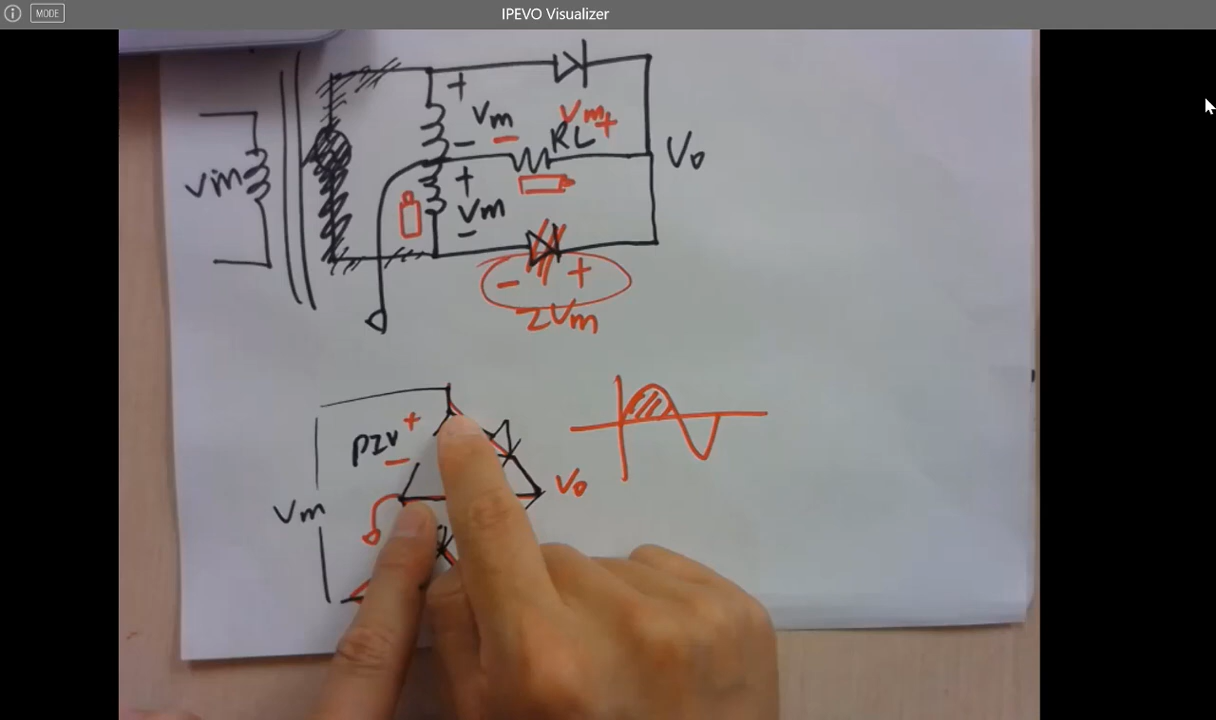 IPEVO Visualizer
MODE
+
Vm
Vm
+
-
-
RL
Vo
Vm
+
Vm
-
- +
2Vm
PIV
+
-
Vo
Vm